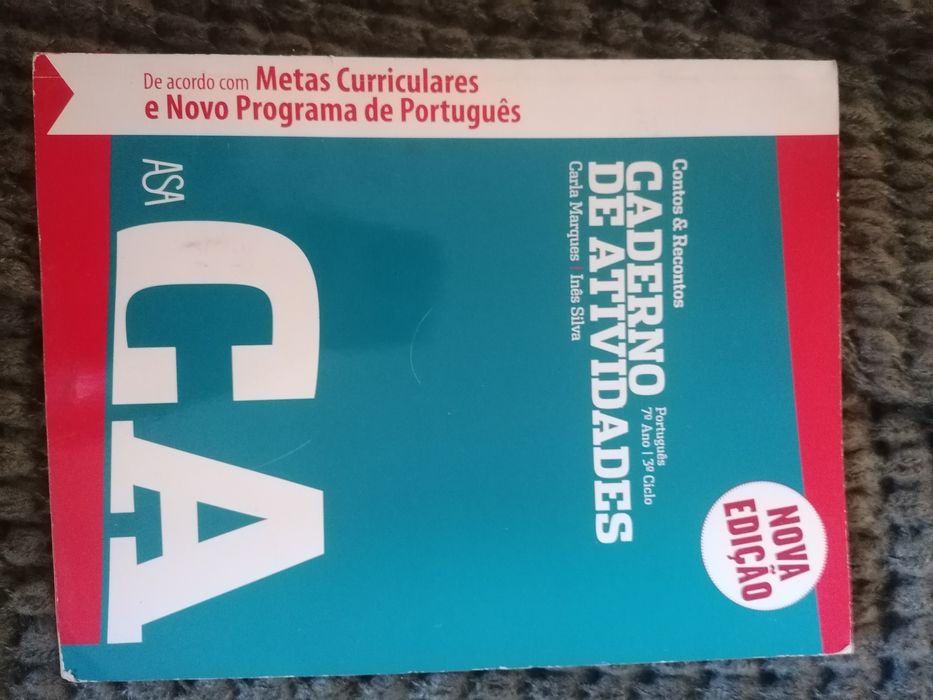 Contos & Recontos
CADERNO
DE ATIVIDADES
Português
7º Ano | 3º Ciclo
Carla Marques | Inês Silva
NOVA
EDIÇÃO
CA
ASA
De acordo com Metas Curriculares
e Novo Programa de Português